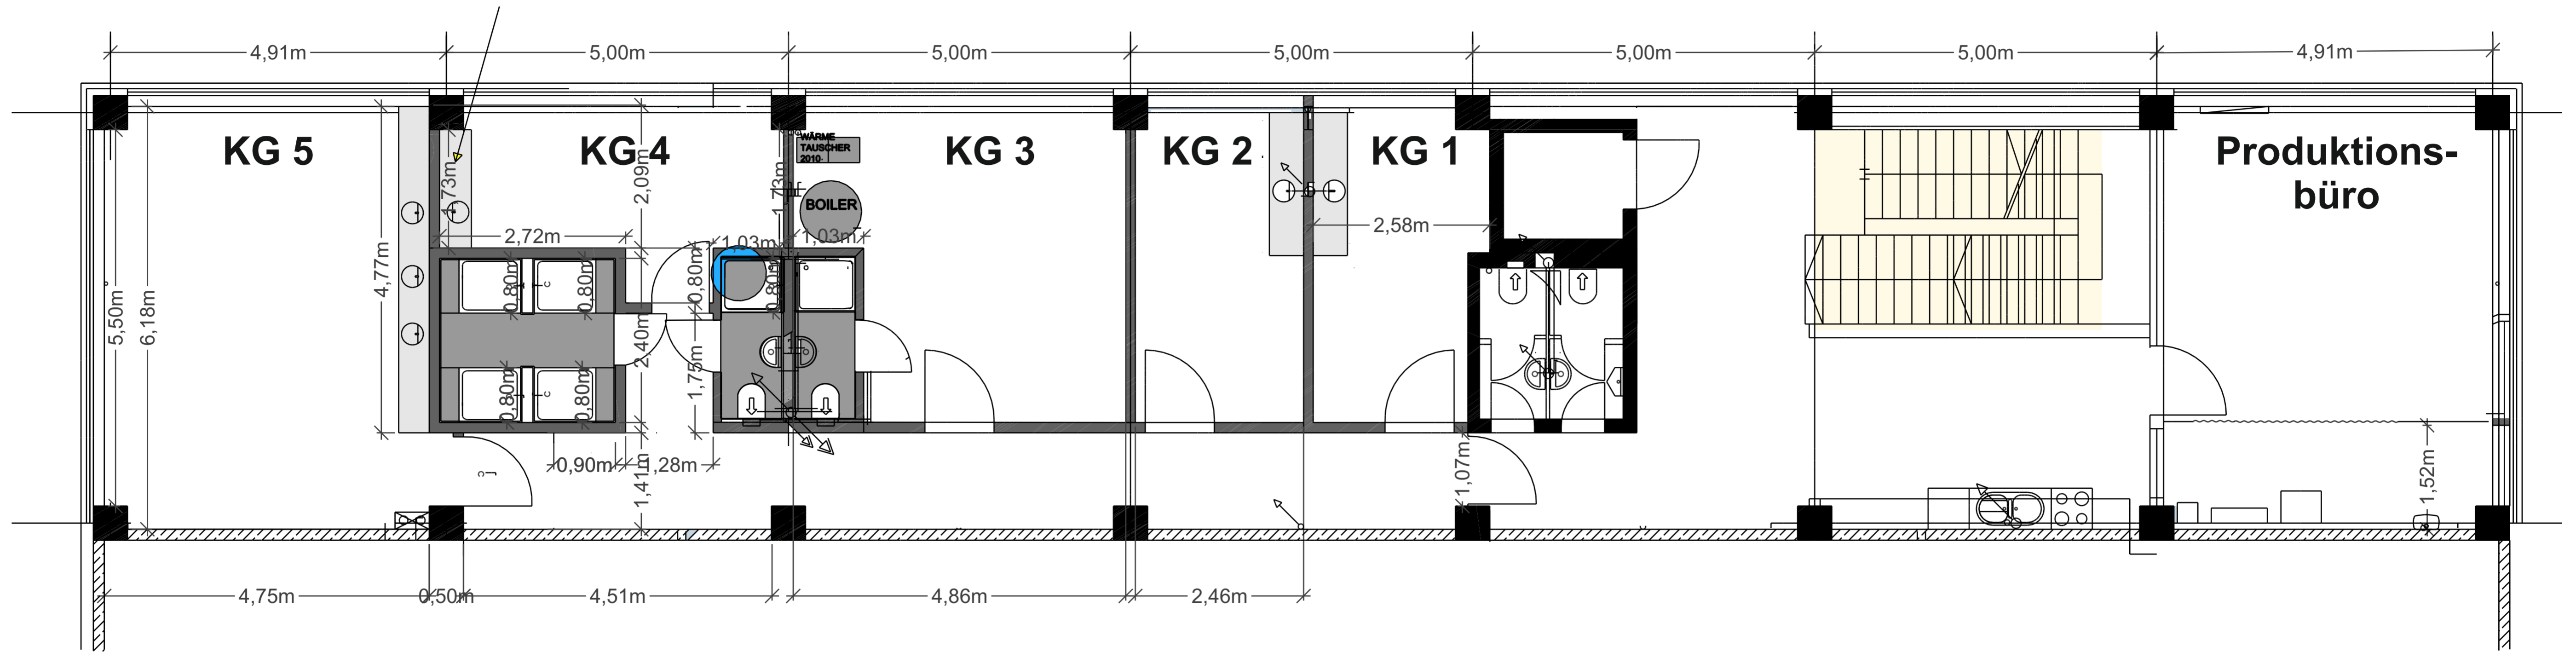 4,91m
5,00m
5,00m
5,00m
5,00m
5,00m
4,91m
KG 5
KG 4
KG 3
KG 2
KG 1
Produktions-
büro
WÄRME
TAUSCHER
2010-
BOILER
1,73m
2,09m
1,73m
2,72m
1,03m
1,03m
2,58m
4,77m
5,50m
6,18m
0,80m
0,80m
0,80m
0,80m
0,80m
0,80m
2,40m
1,75m
0,90m
1,28m
1,41m
1,07m
1,52m
4,75m
0,50m
4,51m
4,86m
2,46m